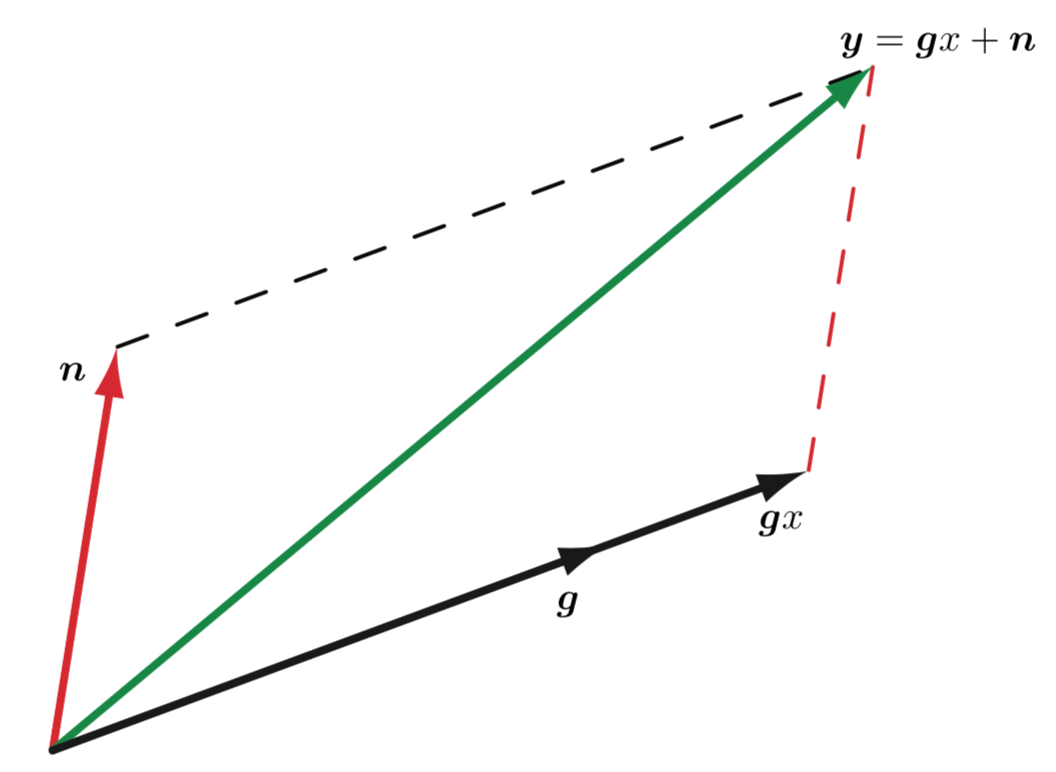 y = gx + n
n
gx
g